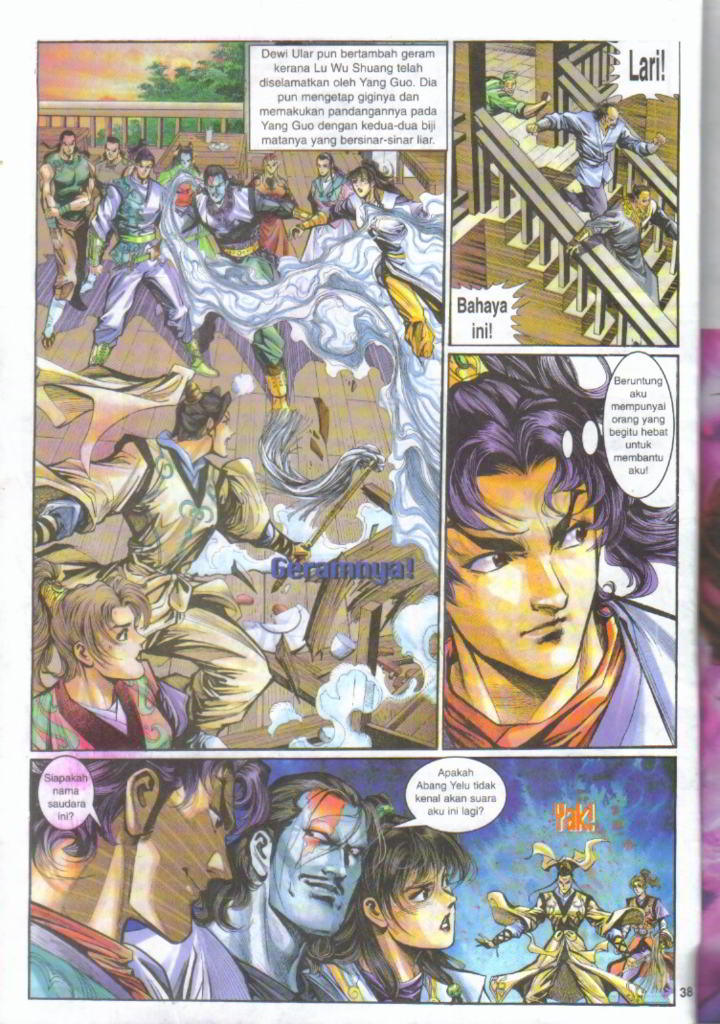 Dewi Ular pun bertambah geram
kerana Lu Wu Shuang telah
diselamatkan oleh Yang Guo. Dia
pun mengetap giginya dan
memakukan pandangannya pada
Yang Guo dengan kedua-dua biji
matanya yang bersinar-sinar liar.
Lari!
Bahaya
ini!
Geramnya!
Beruntung
aku
mempunyai
orang yang
begitu hebat
untuk
membantu
aku!
Siapakah
nama
saudara
ini?
Apakah
Abang Yelu tidak
kenal akan suara
aku ini lagi?
Yak!
38